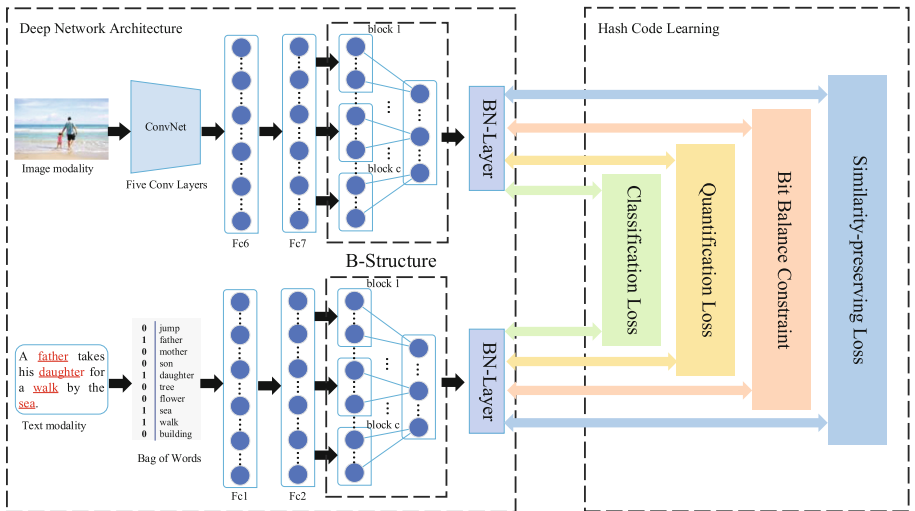 Deep Network Architecture
block 1
Hash Code Learning
ConvNet
Image modality
Five Conv Layers
block c
Fc6
Fc7
BN-Layer
B-Structure
block 1
A father takes
his daughter for
a walk by the
sea.
Text modality
0 jump
1 father
0 mother
0 son
1 daughter
0 tree
0 flower
1 sea
1 walk
0 building
Bag of Words
block c
Fc1
Fc2
BN-Layer
Classification Loss
Quantification Loss
Bit Balance Constraint
Similarity-preserving Loss